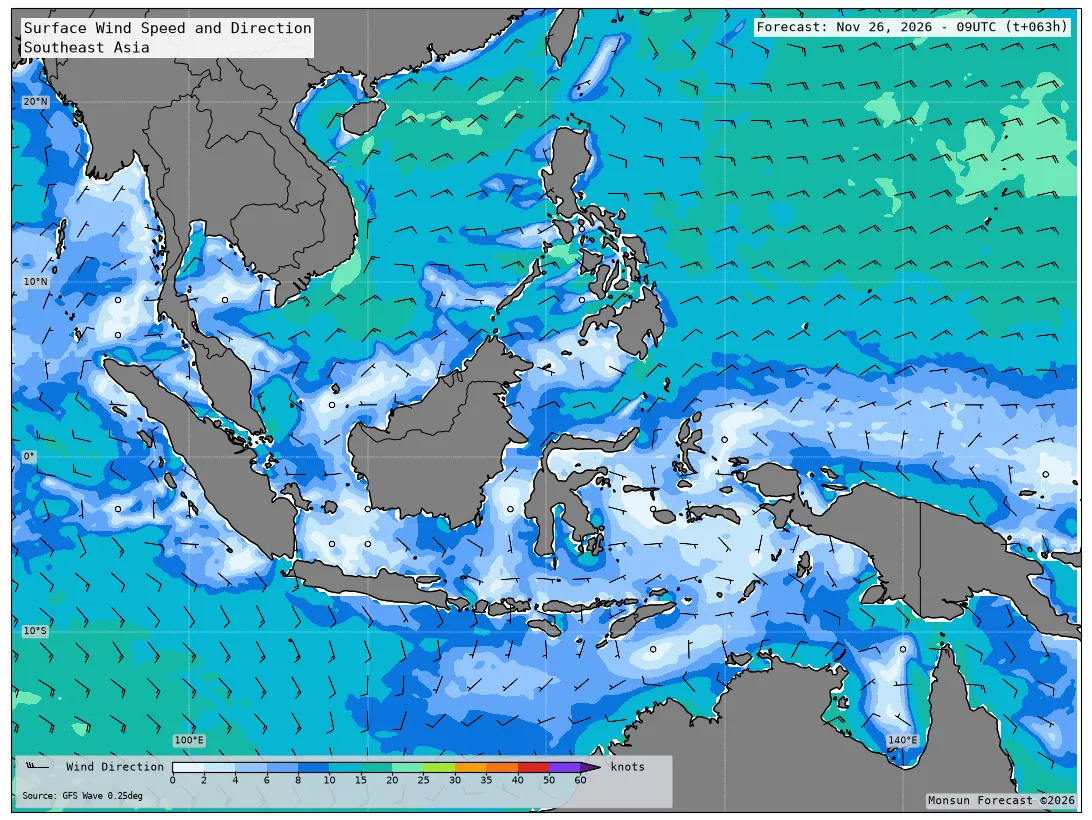 Surface Wind Speed and Direction
Southeast Asia
Forecast: Nov 26, 2026 - 09UTC (t+063h)
20°N
10°N
0°
10°S
100°E
140°E
Wind Direction
0 2 4 6 8 10 15 20 25 30 35 40 50 60
knots
Source: GFS Wave 0.25deg
Monsun Forecast ©2026